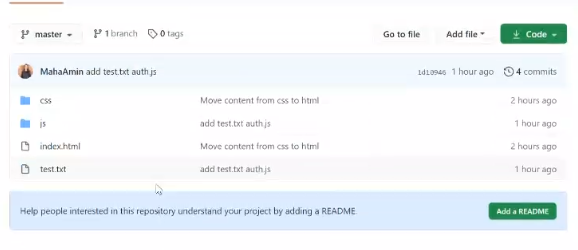 master 1 branch 0 tags Go to file Add file Code
MahaAmin add test.txt auth.js 1d10946 1 hour ago 4 commits
css Move content from css to html 2 hours ago
js add test.txt auth.js 1 hour ago
index.html Move content from css to html 2 hours ago
test.txt add test.txt auth.js 1 hour ago
Help people interested in this repository understand your project by adding a README. Add a README